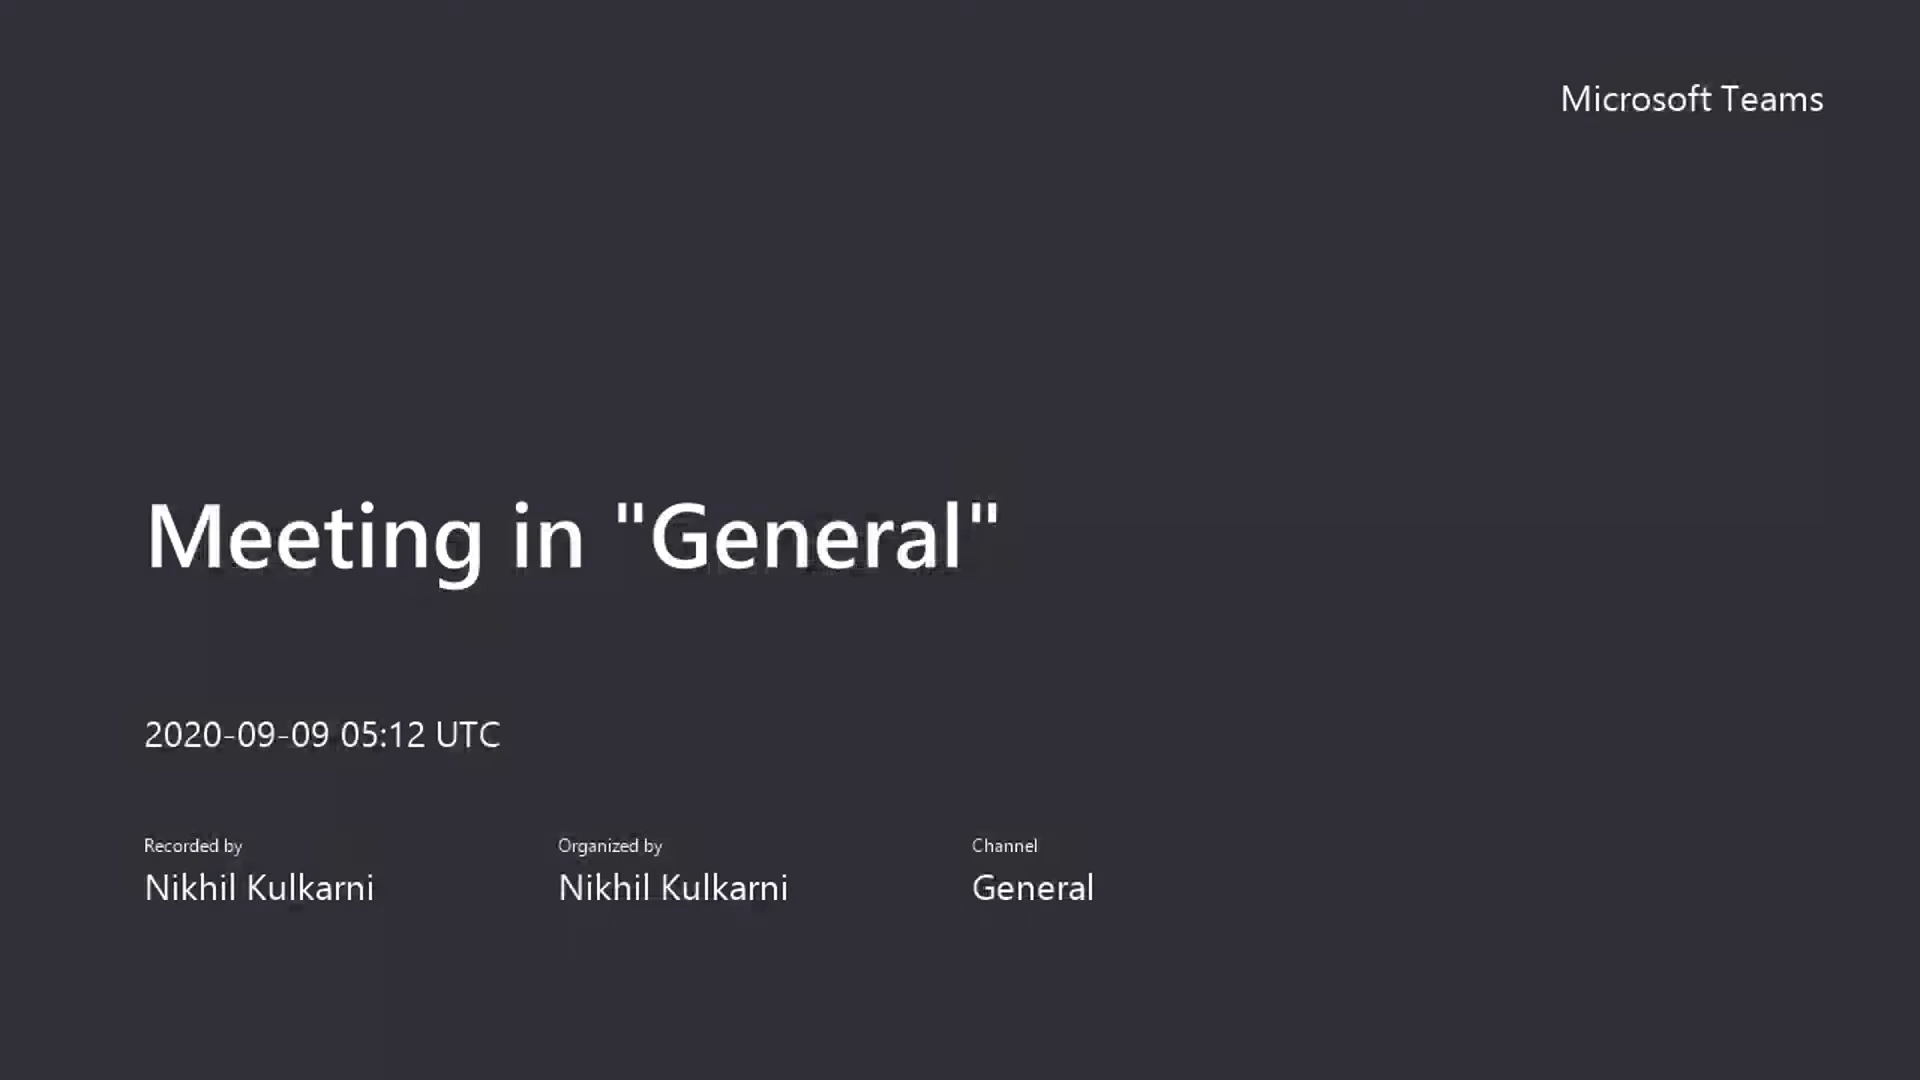 Microsoft Teams
Meeting in "General"
2020-09-09 05:12 UTC
Recorded by
Nikhil Kulkarni
Organized by
Nikhil Kulkarni
Channel
General